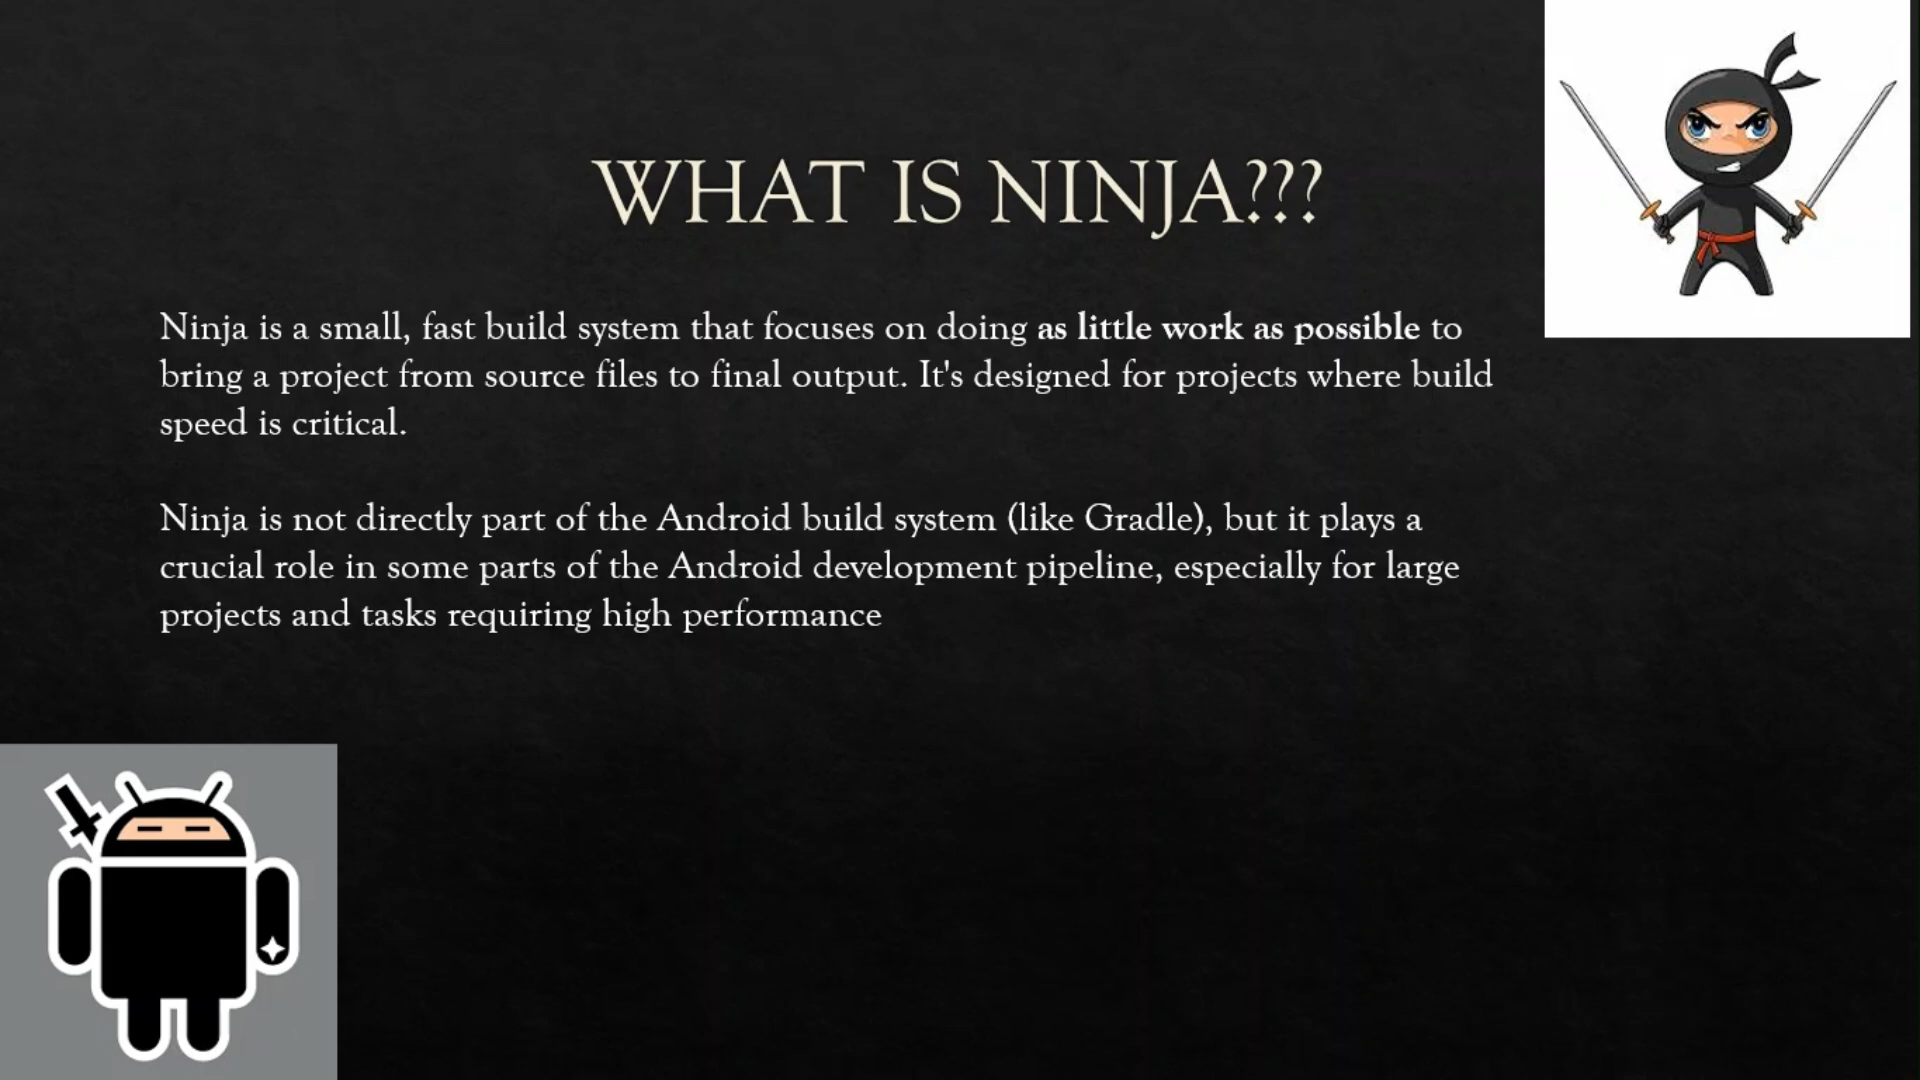 WHAT IS NINJA???
Ninja is a small, fast build system that focuses on doing as little work as possible to
bring a project from source files to final output. It's designed for projects where build
speed is critical.
Ninja is not directly part of the Android build system (like Gradle), but it plays a
crucial role in some parts of the Android development pipeline, especially for large
projects and tasks requiring high performance